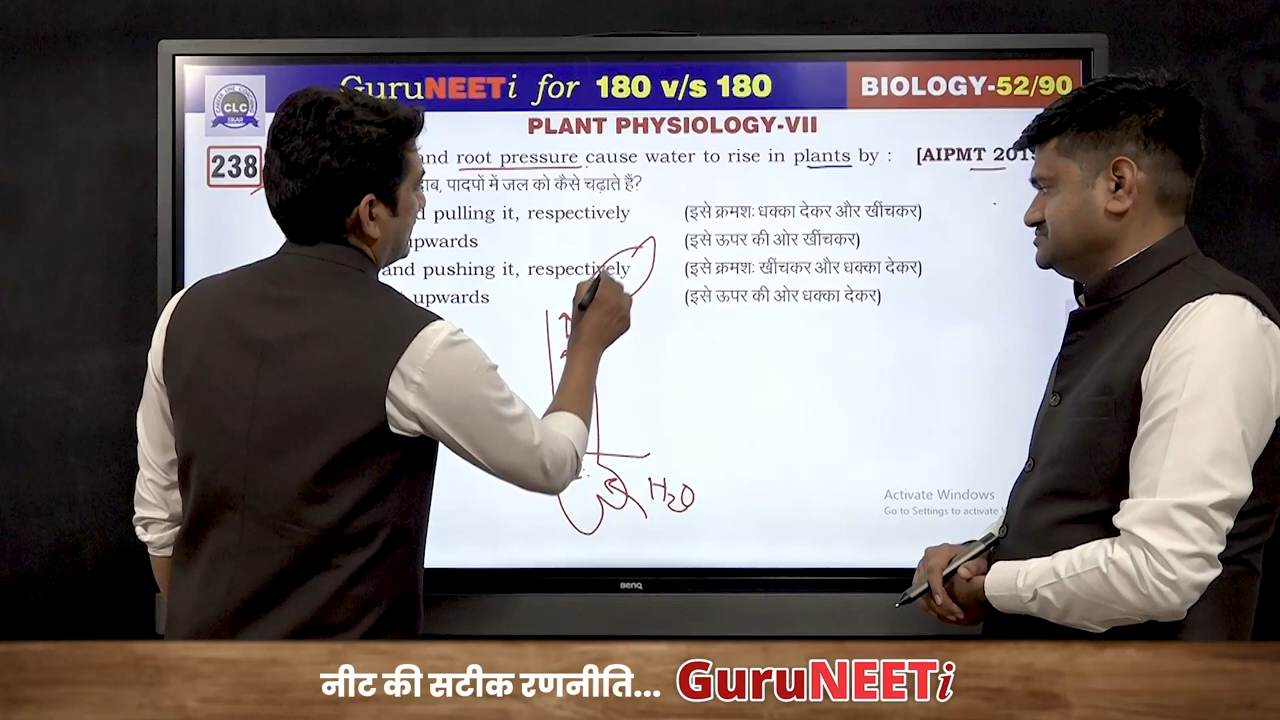 GuruNEETi for 180 v/s 180
BIOLOGY-52/90
CLC
SIKAR
PLANT PHYSIOLOGY-VII
238 and root pressure cause water to rise in plants by : [AIPMT 2015
दाब, पादपों में जल को कैसे चढ़ाते हैं?
pulling it, respectively (इसे क्रमशः धक्का देकर और खींचकर)
upwards (इसे ऊपर की ओर खींचकर)
and pushing it, respectively (इसे क्रमशः खींचकर और धक्का देकर)
upwards (इसे ऊपर की ओर धक्का देकर)
H2O
Activate Windows
Go to Settings to activate
BenQ
नीट की सटीक रणनीति... GuruNEETi